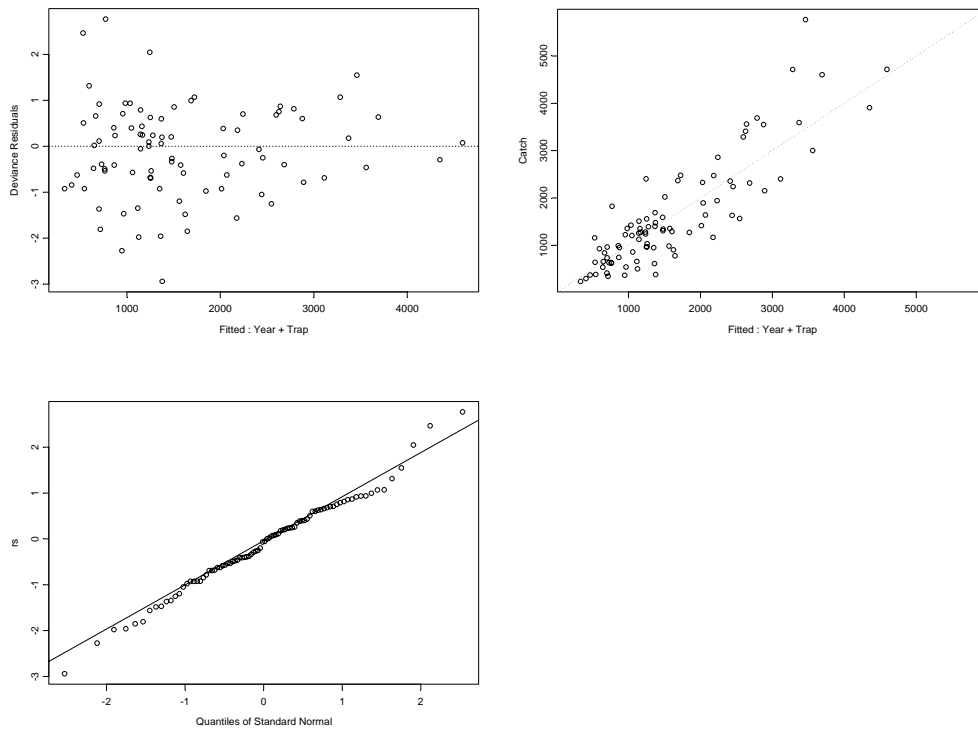 Deviance Residuals
2
1
0
-1
-2
-3
1000 2000 3000 4000
Fitted : Year + Trap
Catch
5000
4000
3000
2000
1000
1000 2000 3000 4000 5000
Fitted : Year + Trap
rs
2
1
0
-1
-2
-3
-2 -1 0 1 2
Quantiles of Standard Normal